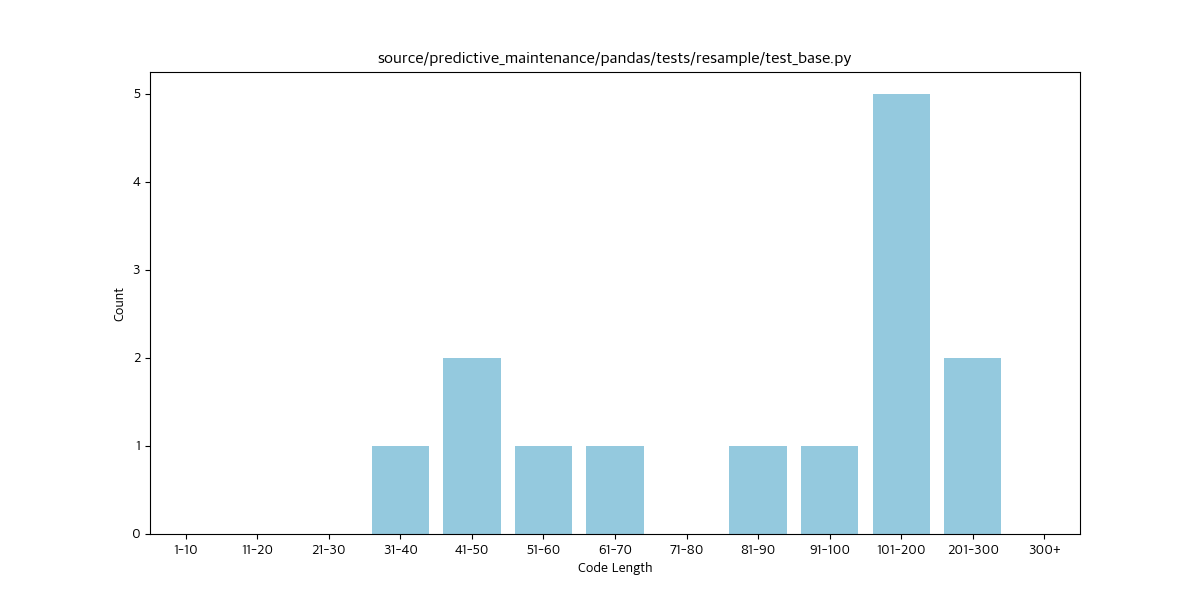 source/predictive_maintenance/pandas/tests/resample/test_base.py
5
4
3
2
1
0
Count
1-10 11-20 21-30 31-40 41-50 51-60 61-70 71-80 81-90 91-100 101-200 201-300 300+
Code Length